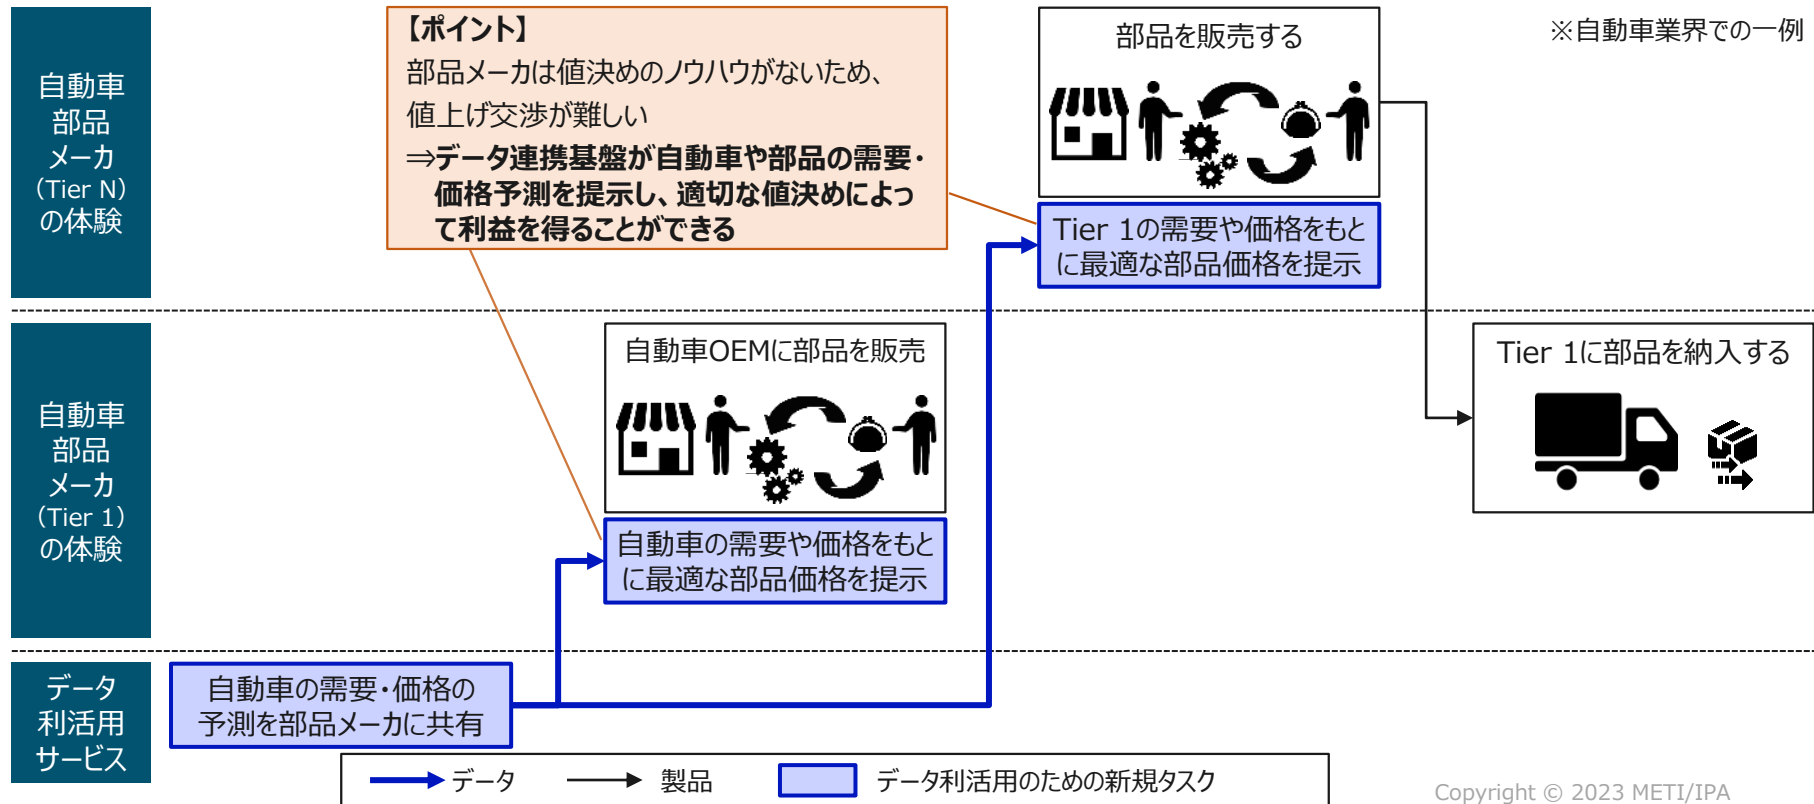 自動車
部品
メーカ
（Tier N）
の体験
【ポイント】
部品メーカは値決めのノウハウがないため、
値上げ交渉が難しい
⇒データ連携基盤が自動車や部品の需要・
価格予測を提示し、適切な値決めによっ
て利益を得ることができる
部品を販売する
Tier 1の需要や価格をもと
に最適な部品価格を提示
※自動車業界での一例
自動車
部品
メーカ
（Tier 1）
の体験
自動車OEMに部品を販売
自動車の需要や価格をもと
に最適な部品価格を提示
Tier 1に部品を納入する
データ
利活用
サービス
自動車の需要・価格の
予測を部品メーカに共有
データ
製品
データ利活用のための新規タスク
Copyright © 2023 METI/IPA